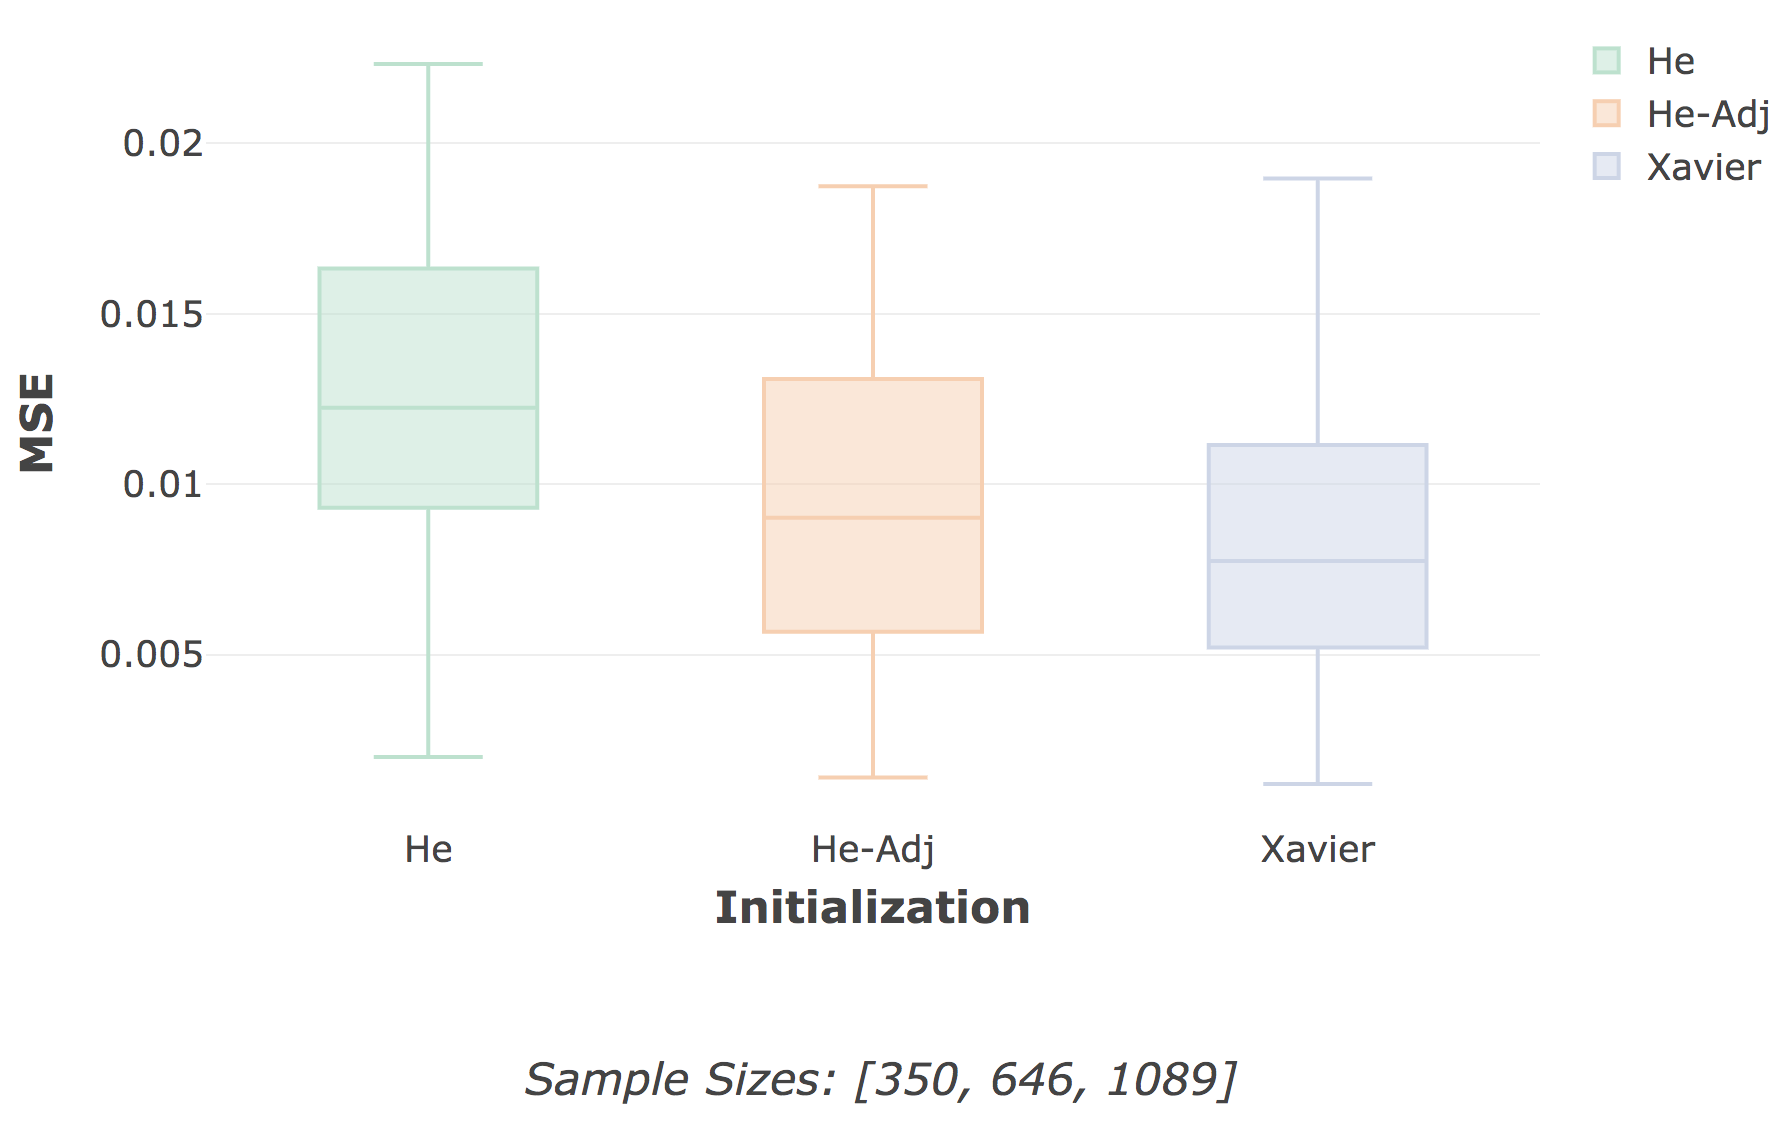 He
He-Adj
Xavier
0.02
0.015
0.01
0.005
MSE
He
He-Adj
Xavier
Initialization
Sample Sizes: [350, 646, 1089]